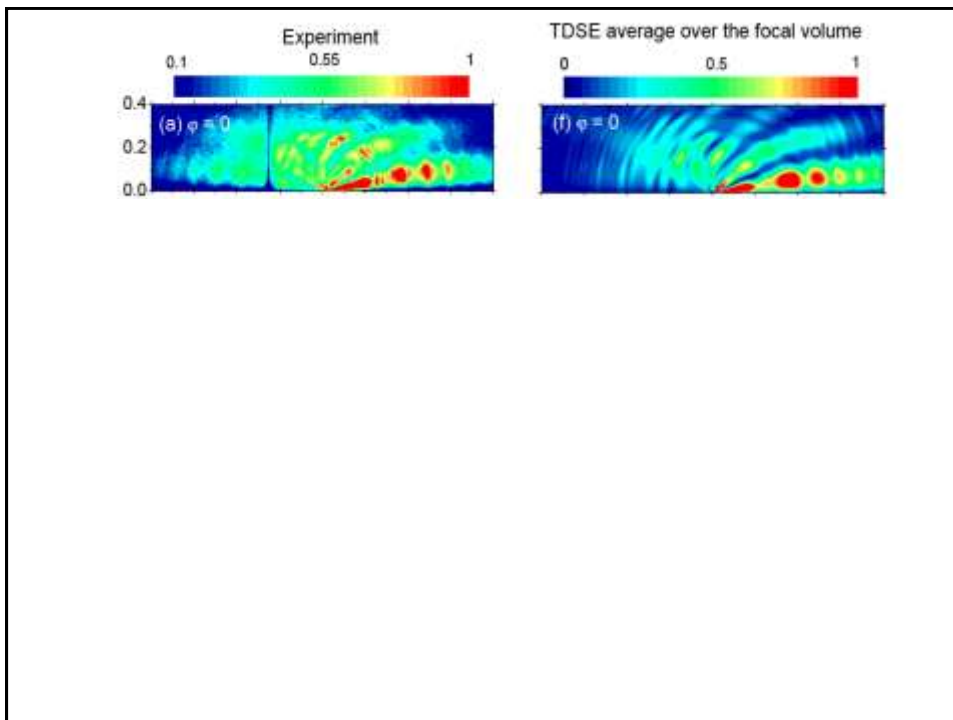 Experiment
0.1 0.55 1
0.4
0.2
0.0
(a) φ = 0
TDSE average over the focal volume
0 0.5 1
(f) φ = 0